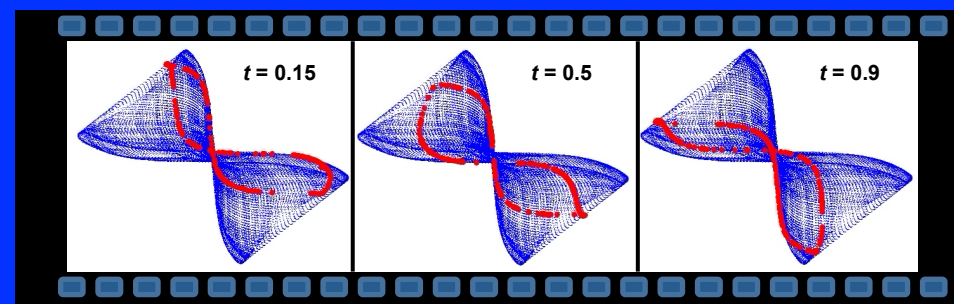 t = 0.15
t = 0.5
t = 0.9